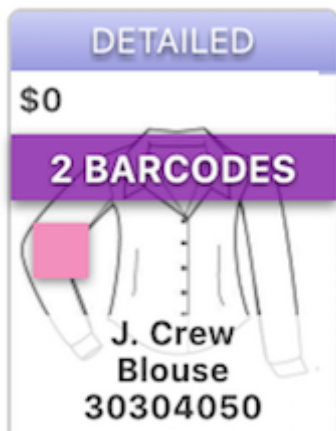 DETAILED
$0
2 BARCODES
J. Crew
Blouse
30304050